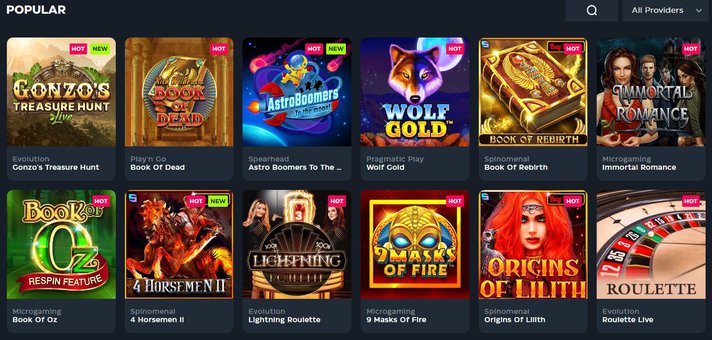 POPULAR
All Providers
HOT NEW
GONZO'S
TREASURE HUNT
Live
Evolution
Gonzo's Treasure Hunt
HOT
BOOK
OF
DEAD
Play'n Go
Book Of Dead
HOT NEW
AstroBoomers
To the moon!
Spearhead
Astro Boomers To The ...
HOT
WOLF
GOLD™
Pragmatic Play
Wolf Gold
HOT
BOOK OF REBIRTH
Spinomenal
Book Of Rebirth
HOT
IMMORTAL
ROMANCE
Microgaming
Immortal Romance
HOT
Book of
Oz
RESPIN FEATURE
Microgaming
Book Of Oz
HOT NEW
4 HORSEMEN II
Spinomenal
4 Horsemen II
HOT
LIGHTNING
ROULETTE
Evolution
Lightning Roulette
HOT
9 MASKS
OF FIRE™
Microgaming
9 Masks Of Fire
HOT
ORIGINS
OF LILITH
Spinomenal
Origins Of Lilith
HOT
ROULETTE
Evolution
Roulette Live